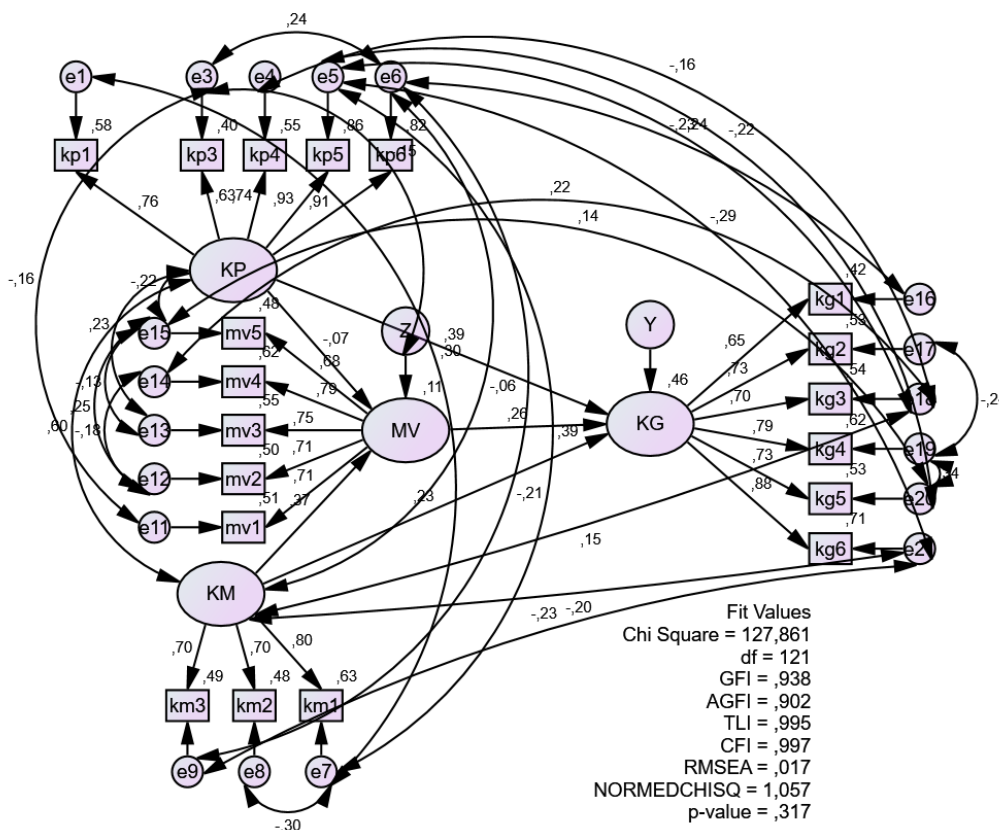 ,24
e1 e3 e4 e5 e6
-,16
,58 ,40 ,55 ,86 ,82
-,22
kp1 kp3 kp4 kp5 kp6
,22
,76 ,63 ,74 ,93 ,91
,14 -,29
-,16
KP
-,22
,42
kg1 e16
,23
,48
-,07
Z
,39
,30
Y
,65
,53
e15 mv5
,68
,62
,11
,46
,73
kg2 e17
,54
e14 mv4
,79
-,06
-,13
,55
,70
kg3
,25
,75
MV
,26
KG
,62
,60
-,18
e13 mv3
,50
,71
,39
,79
kg4 e19
,53
e12 mv2
,71
,73
,51
,37
,23
-,21
,88
kg5
,71
e11 mv1
,15
kg6
KM
-,23 -,20
,70 ,70 ,80
,49 ,48 ,63
km3 km2 km1
e9 e8 e7
-,30
Fit Values
Chi Square = 127,861
df = 121
GFI = ,938
AGFI = ,902
TLI = ,995
CFI = ,997
RMSEA = ,017
NORMEDCHISQ = 1,057
p-value = ,317